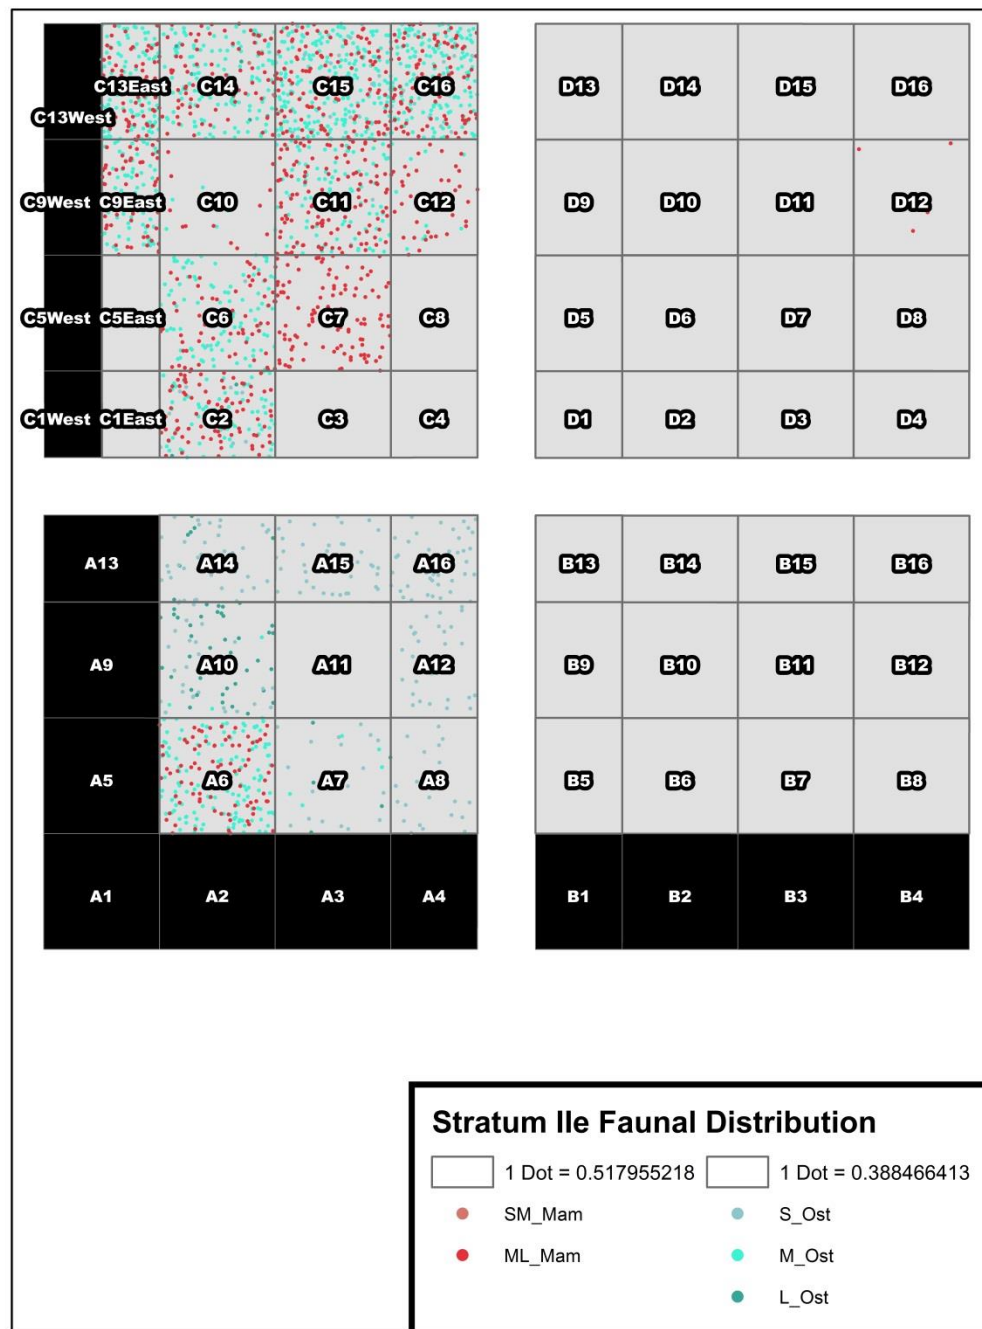 C13East C14 C15 C16 D13 D14 D15 D16
C13West
C9West C9East C10 C11 C12 D9 D10 D11 D12
C5West C5East C6 C7 C8 D5 D6 D7 D8
C1West C1East C2 C3 C4 D1 D2 D3 D4
A13 A14 A15 A16 B13 B14 B15 B16
A9 A10 A11 A12 B9 B10 B11 B12
A5 A6 A7 A8 B5 B6 B7 B8
A1 A2 A3 A4 B1 B2 B3 B4
Stratum IIe Faunal Distribution
1 Dot = 0.517955218 1 Dot = 0.388466413
SM_Mam S_Ost
ML_Mam M_Ost
L_Ost